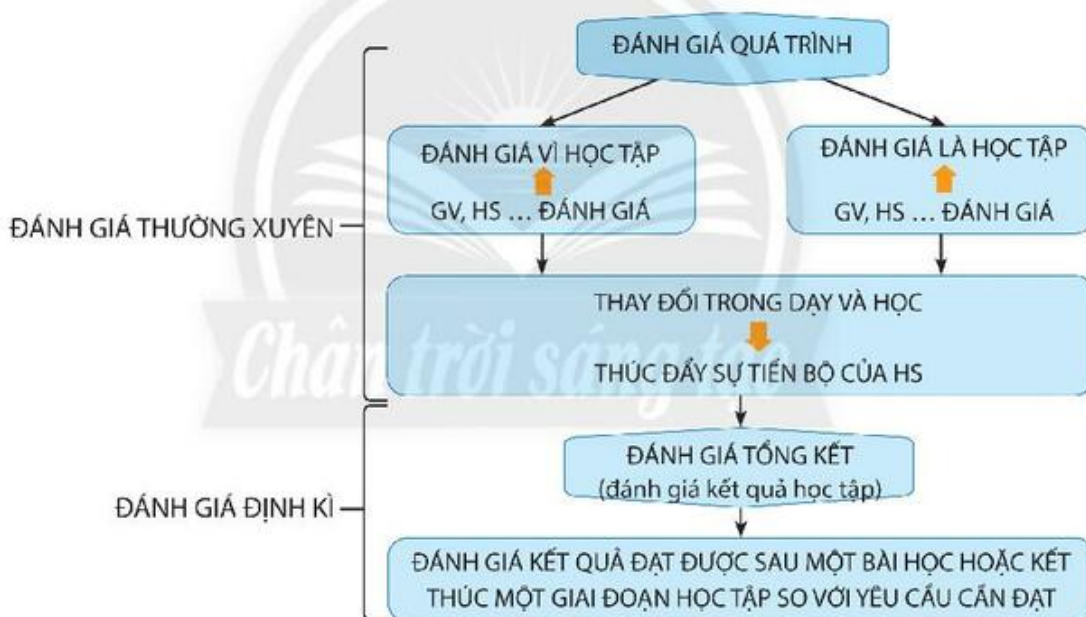 ĐÁNH GIÁ QUÁ TRÌNH
ĐÁNH GIÁ VÌ HỌC TẬP
GV, HS ... ĐÁNH GIÁ
ĐÁNH GIÁ LÀ HỌC TẬP
GV, HS ... ĐÁNH GIÁ
ĐÁNH GIÁ THƯỜNG XUYÊN
THAY ĐỔI TRONG DẠY VÀ HỌC
THÚC ĐẨY SỰ TIẾN BỘ CỦA HS
Chân trời sáng tạo
ĐÁNH GIÁ TỔNG KẾT
(đánh giá kết quả học tập)
ĐÁNH GIÁ ĐỊNH KÌ
ĐÁNH GIÁ KẾT QUẢ ĐẠT ĐƯỢC SAU MỘT BÀI HỌC HOẶC KẾT
THÚC MỘT GIAI ĐOẠN HỌC TẬP SO VỚI YÊU CẦU CẦN ĐẠT